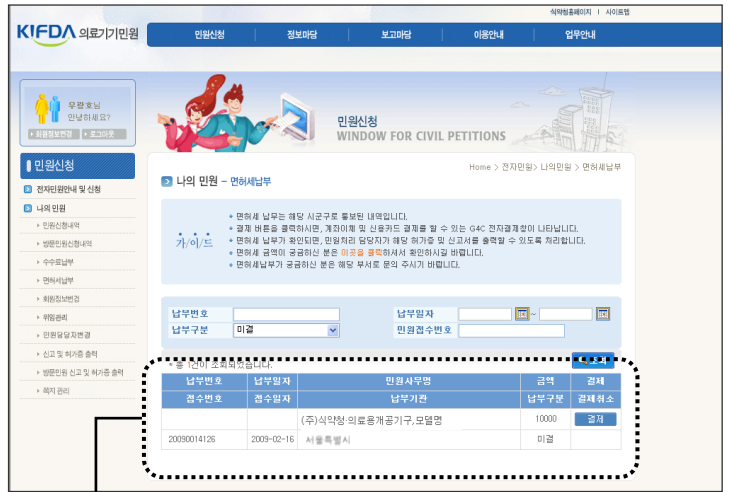 식약청홈페이지 | 사이트맵
KIFDA 의료기기민원
민원신청 정보마당 보고마당 이용안내 업무안내
우완호님
안녕하세요?
회원정보변경 로그아웃
민원신청
WINDOW FOR CIVIL PETITIONS
민원신청
전자민원안내 및 신청
나의 민원
민원신청내역
방문민원신청내역
수수료납부
면허세납부
회원정보변경
위임관리
민원담당자변경
신고 및 허가증 출력
방문민원 신고 및 허가증 출력
쪽지 관리
Home > 전자민원> 나의민원 > 면허세납부
나의 민원 - 면허세납부
가/이/드
면허세 납부는 해당 시군구로 통보된 내역입니다.
결제 버튼을 클릭하시면, 계좌이체 및 신용카드 결제를 할 수 있는 G4C 전자결제창이 나타납니다.
면허세 납부가 확인되면, 민원처리 담당자가 해당 허가증 및 신고서를 출력할 수 있도록 처리합니다.
면허세 금액이 궁금하신 분은 이곳을 클릭하셔서 확인하시길 바랍니다.
면허세납부가 궁금하신 분은 해당 부서로 문의 주시기 바랍니다.
납부번호 납부일자 ~
납부구분 미결 민원접수번호
* 총 1건이 조회되었습니다.
납부번호 납부일자 민원사무명 금액 결제
접수번호 접수일자 납부기관 납부구분 결제취소
(주)식약청-의료용개공기구,모델명 10000 결제
20090014126 2009-02-16 서울특별시 미결